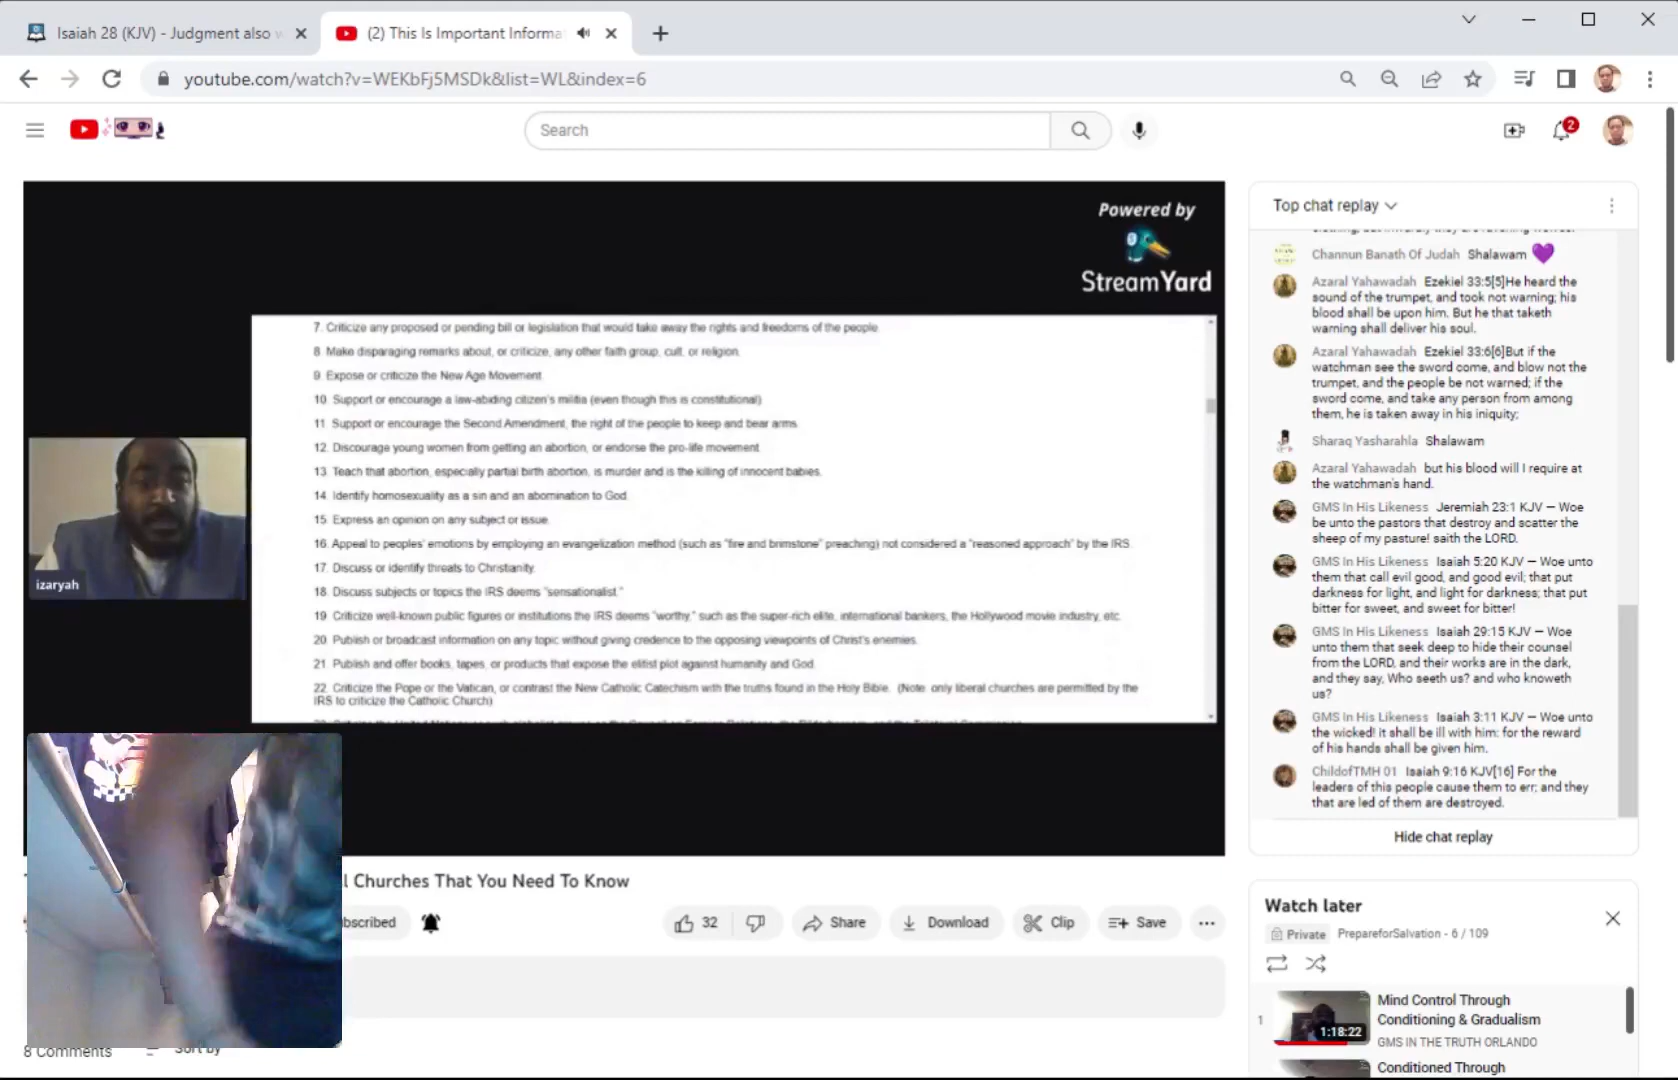 Isaiah 28 (KJV) - Judgment also w
(2) This Is Important Informa
youtube.com/watch?v=WEKbFj5MSDk&list=WL&index=6
Search
2
Powered by
StreamYard
7. Criticize any proposed or pending bill or legislation that would take away the rights and freedoms of the people.
8. Make disparaging remarks about, or criticize, any other faith group, cult, or religion.
9. Expose or criticize the New Age Movement.
10. Support or encourage a law-abiding citizen's militia (even though this is constitutional).
11. Support or encourage the Second Amendment, the right of the people to keep and bear arms.
12. Discourage young women from getting an abortion, or endorse the pro-life movement.
13. Teach that abortion, especially partial birth abortion, is murder and is the killing of innocent babies.
14. Identify homosexuality as a sin and an abomination to God.
15. Express an opinion on any subject or issue.
16. Appeal to peoples' emotions by employing an evangelization method (such as "fire and brimstone" preaching) not considered a "reasoned approach" by the IRS.
17. Discuss or identify threats to Christianity.
18. Discuss subjects or topics the IRS deems "sensationalist."
19. Criticize well-known public figures or institutions the IRS deems "worthy," such as the super-rich elite, international bankers, the Hollywood movie industry, etc.
20. Publish or broadcast information on any topic without giving credence to the opposing viewpoints of Christ's enemies.
21. Publish and offer books, tapes, or products that expose the elitist plot against humanity and God.
22. Criticize the Pope or the Vatican, or contrast the New Catholic Catechism with the truths found in the Holy Bible. (Note: only liberal churches are permitted by the
IRS to criticize the Catholic Church)
izaryah
l Churches That You Need To Know
bscribed
32
Share
Download
Clip
Save
8 Comments
Sort by
Top chat replay
Channun Banath Of Judah Shalawam
Azaral Yahawadah Ezekiel 33:5[5]He heard the
sound of the trumpet, and took not warning; his
blood shall be upon him. But he that taketh
warning shall deliver his soul.
Azaral Yahawadah Ezekiel 33:6[6]But if the
watchman see the sword come, and blow not the
trumpet, and the people be not warned; if the
sword come, and take any person from among
them, he is taken away in his iniquity;
Sharaq Yasharahla Shalawam
Azaral Yahawadah but his blood will I require at
the watchman's hand.
GMS In His Likeness Jeremiah 23:1 KJV — Woe
be unto the pastors that destroy and scatter the
sheep of my pasture! saith the LORD.
GMS In His Likeness Isaiah 5:20 KJV — Woe unto
them that call evil good, and good evil; that put
darkness for light, and light for darkness; that put
bitter for sweet, and sweet for bitter!
GMS In His Likeness Isaiah 29:15 KJV — Woe
unto them that seek deep to hide their counsel
from the LORD, and their works are in the dark,
and they say, Who seeth us? and who knoweth
us?
GMS In His Likeness Isaiah 3:11 KJV — Woe unto
the wicked! it shall be ill with him: for the reward
of his hands shall be given him.
ChildofTMH 01 Isaiah 9:16 KJV[16] For the
leaders of this people cause them to err; and they
that are led of them are destroyed.
Hide chat replay
Watch later
Private PrepareforSalvation - 6 / 109
1
1:18:22
Mind Control Through
Conditioning & Gradualism
GMS IN THE TRUTH ORLANDO
Conditioned Through